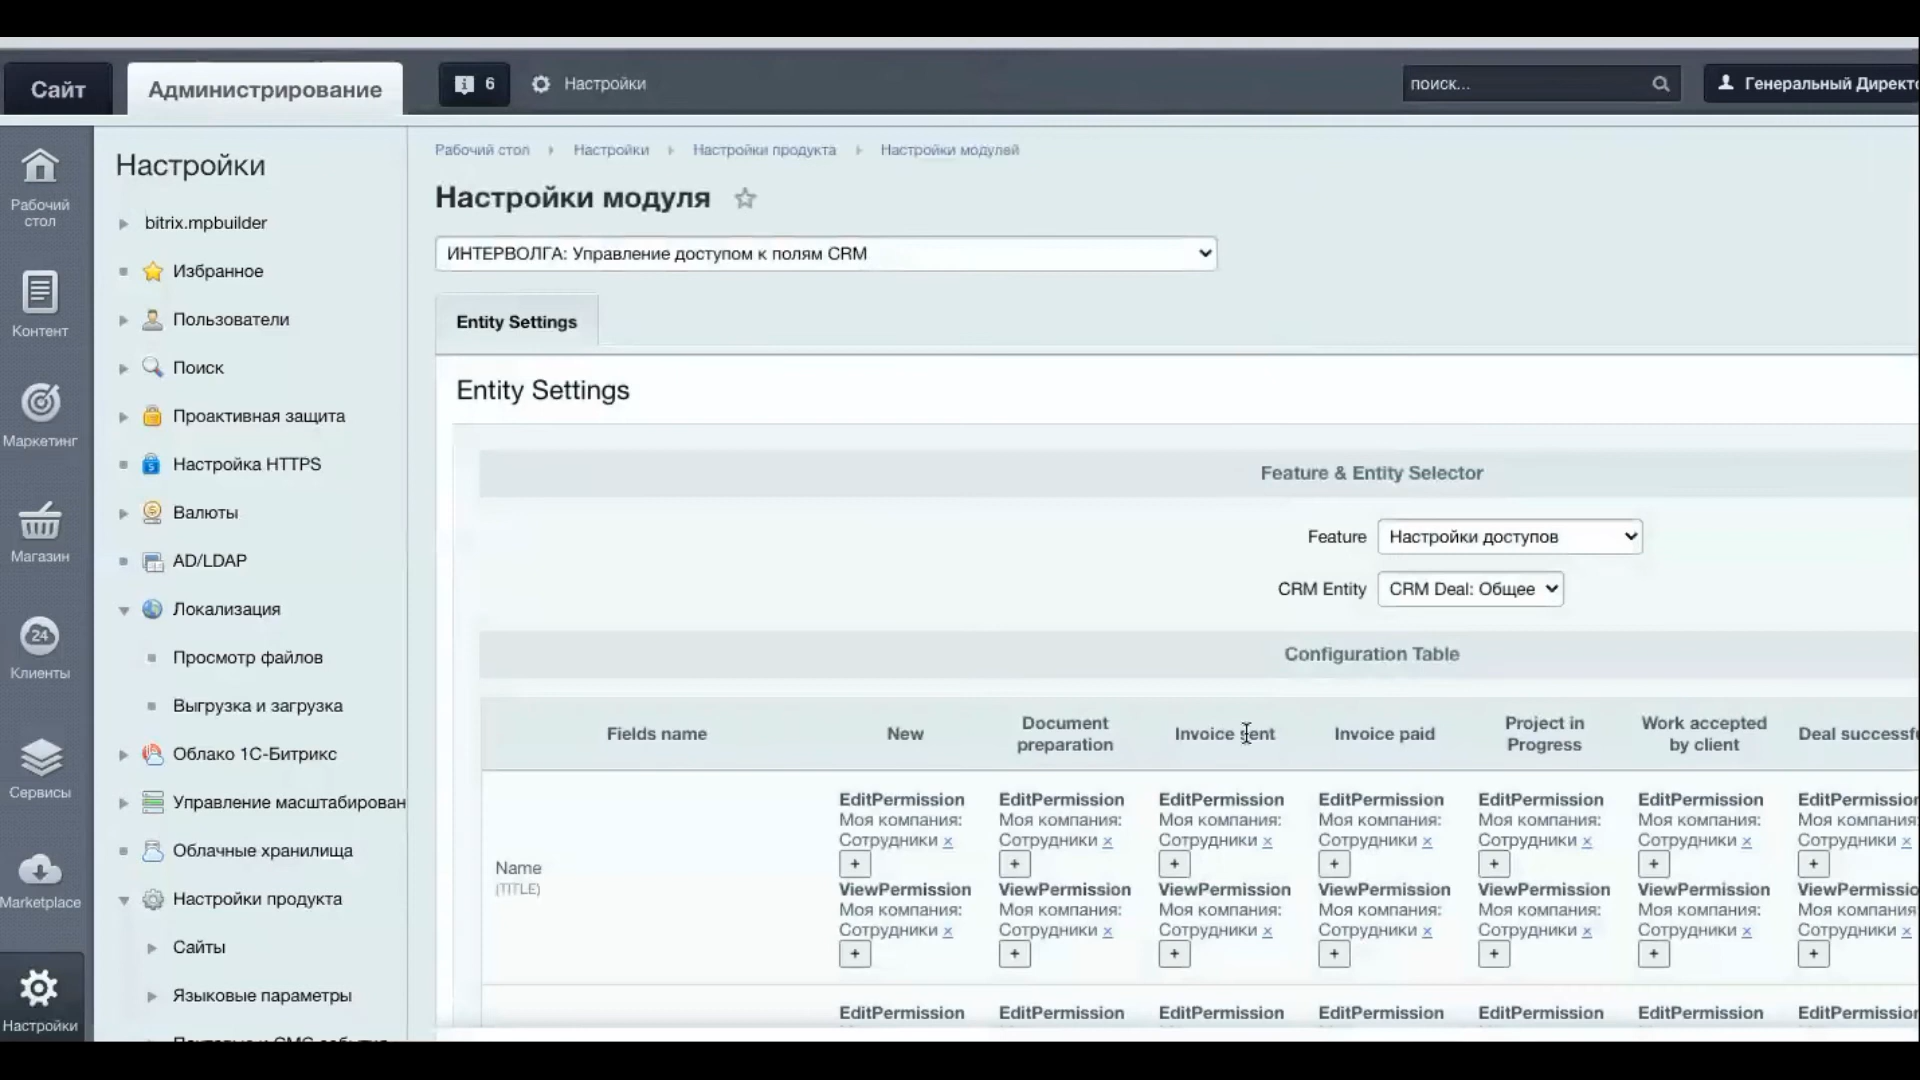 Сайт
Администрирование
6
Настройки
поиск...
Генеральный Директо
Рабочий стол
Контент
Маркетинг
Магазин
24
Клиенты
Сервисы
Marketplace
Настройки
Настройки
bitrix.mpbuilder
Избранное
Пользователи
Поиск
Проактивная защита
Настройка HTTPS
Валюты
AD/LDAP
Локализация
Просмотр файлов
Выгрузка и загрузка
Облако 1С-Битрикс
Управление масштабирован
Облачные хранилища
Настройки продукта
Сайты
Языковые параметры
Рабочий стол Настройки Настройки продукта Настройки модулей
Настройки модуля
ИНТЕРВОЛГА: Управление доступом к полям CRM
Entity Settings
Entity Settings
Feature & Entity Selector
Feature Настройки доступов
CRM Entity CRM Deal: Общее
Configuration Table
Fields name New Document preparation Invoice sent Invoice paid Project in Progress Work accepted by client Deal successfu
Name
(TITLE)
EditPermission EditPermission EditPermission EditPermission EditPermission EditPermission EditPermission
Моя компания: Моя компания: Моя компания: Моя компания: Моя компания: Моя компания: Моя компания
Сотрудники x Сотрудники x Сотрудники x Сотрудники x Сотрудники x Сотрудники x Сотрудники x
+ + + + + + +
ViewPermission ViewPermission ViewPermission ViewPermission ViewPermission ViewPermission ViewPermissio
Моя компания: Моя компания: Моя компания: Моя компания: Моя компания: Моя компания: Моя компания
Сотрудники x Сотрудники x Сотрудники x Сотрудники x Сотрудники x Сотрудники x Сотрудники x
+ + + + + + +
EditPermission EditPermission EditPermission EditPermission EditPermission EditPermission EditPermission